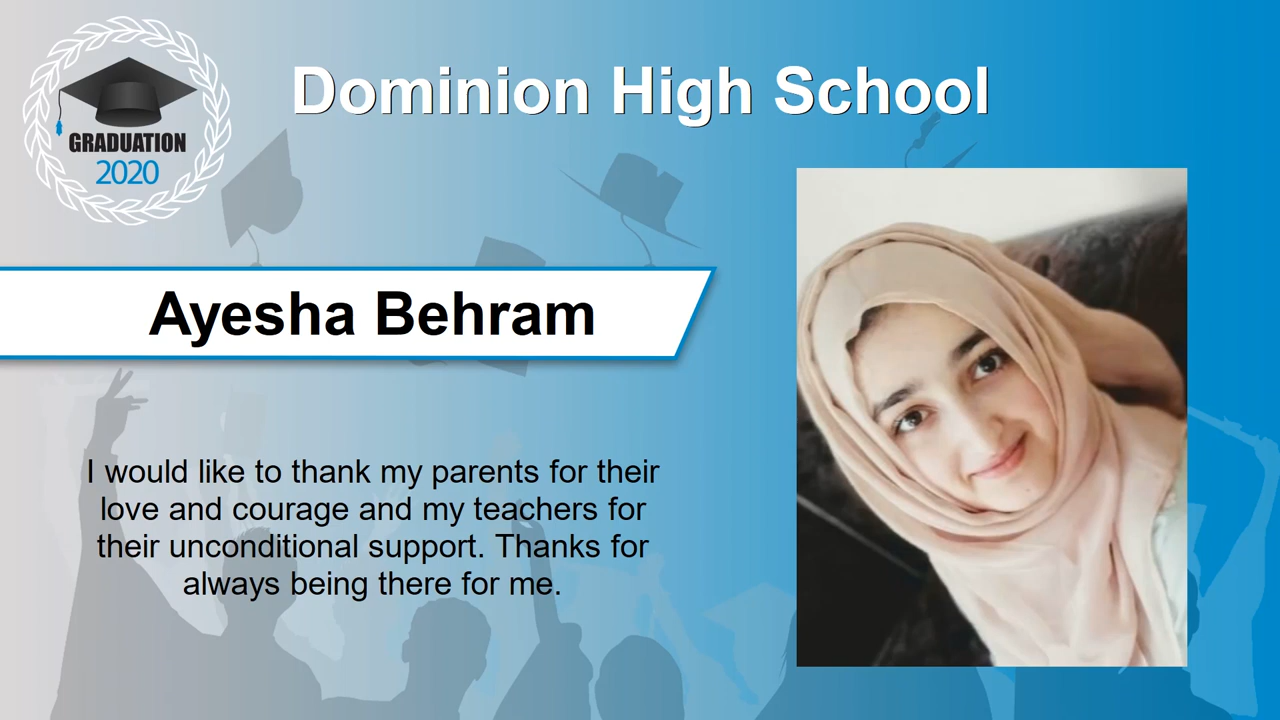 GRADUATION
2020
Dominion High School
Ayesha Behram
I would like to thank my parents for their
love and courage and my teachers for
their unconditional support. Thanks for
always being there for me.